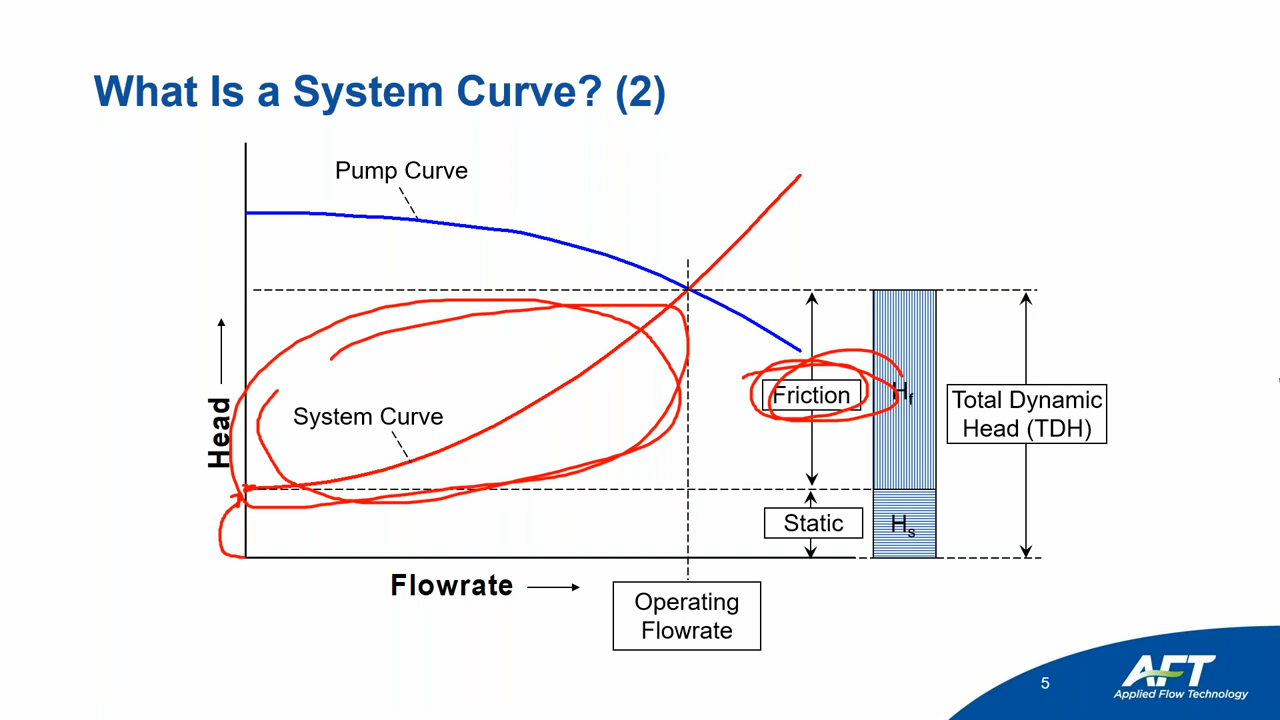 What Is a System Curve? (2)
Pump Curve
System Curve
Head
Friction
Hf
Total Dynamic
Head (TDH)
Static
Hs
Flowrate
Operating
Flowrate
5
AFT
Applied Flow Technology